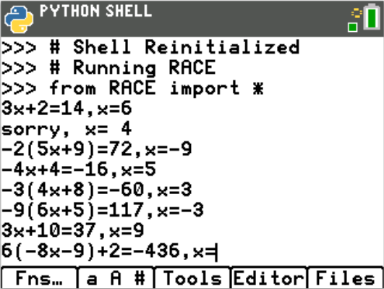 PYTHON SHELL
>>> # Shell Reinitialized
>>> # Running RACE
>>> from RACE import *
3x+2=14,x=6
sorry, x= 4
-2(5x+9)=72,x=-9
-4x+4=-16,x=5
-3(4x+8)=-60,x=3
-9(6x+5)=117,x=-3
3x+10=37,x=9
6(-8x-9)+2=-436,x=
Fns… a A # Tools Editor Files